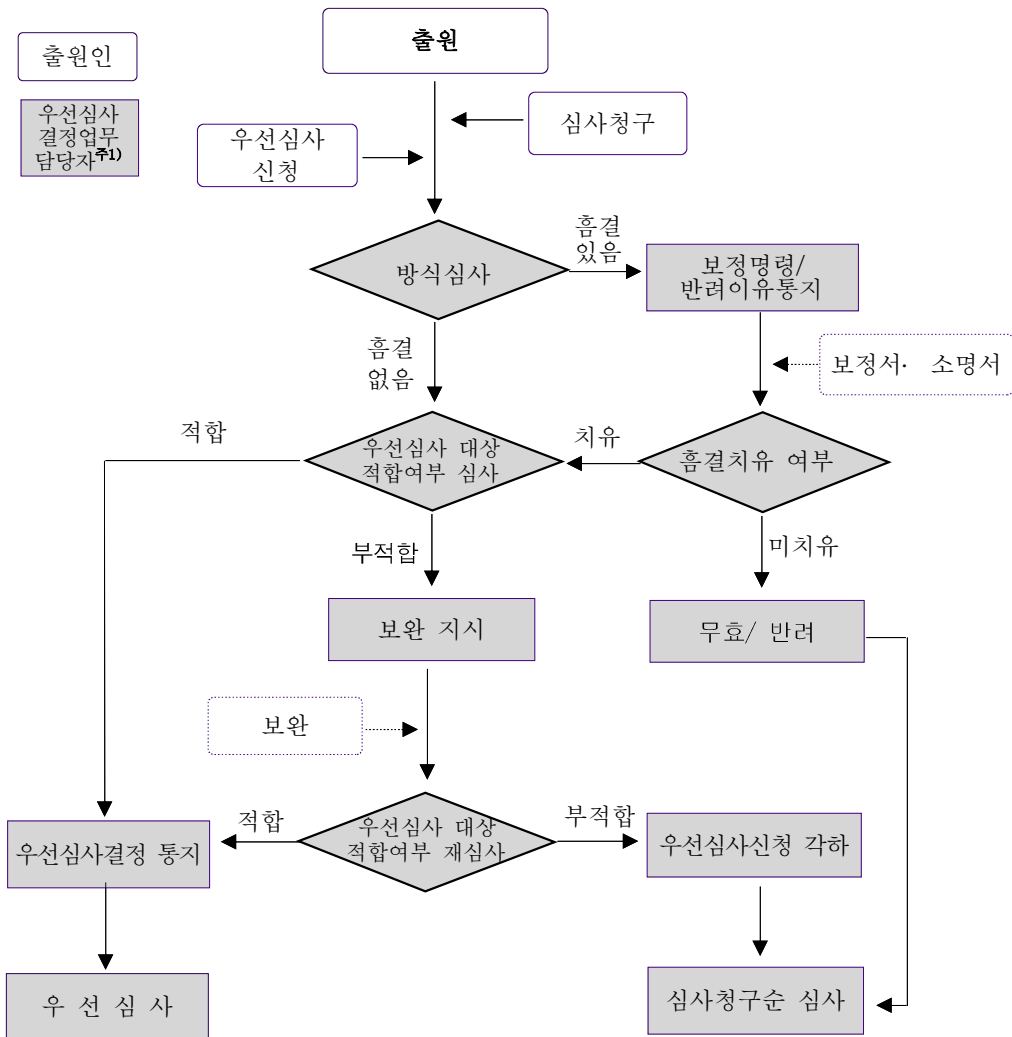 출원
출원인
우선심사
결정업무
담당자주1)
심사청구
우선심사
신청
흠결
있음
방식심사
보정명령/
반려이유통지
흠결
없음
보정서· 소명서
적합
우선심사 대상
적합여부 심사
치유
흠결치유 여부
부적합
미치유
보완 지시
무효/ 반려
보완
적합
우선심사 대상
적합여부 재심사
부적합
우선심사결정 통지
우선심사신청 각하
우 선 심 사
심사청구순 심사